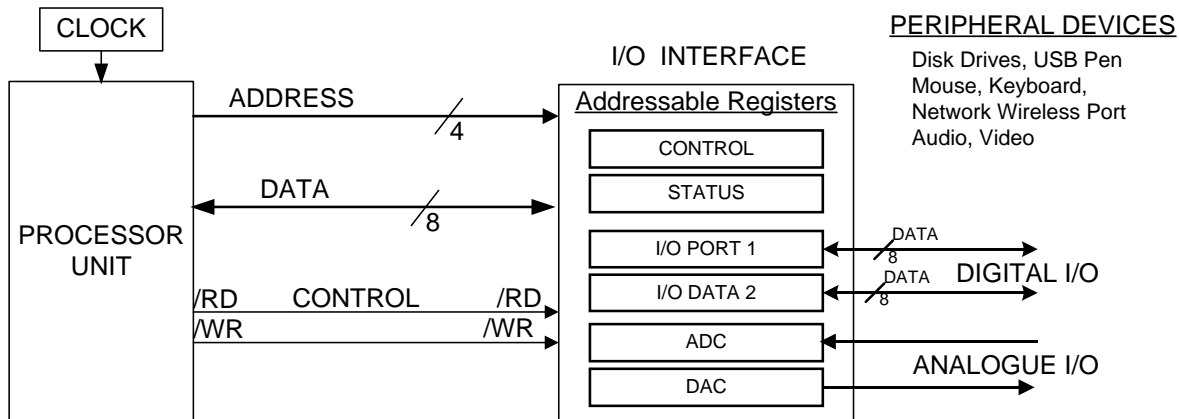 CLOCK
PERIPHERAL DEVICES
Disk Drives, USB Pen
Mouse, Keyboard,
Network Wireless Port
Audio, Video
I/O INTERFACE
Addressable Registers
ADDRESS
4
CONTROL
STATUS
DATA
8
PROCESSOR
UNIT
I/O PORT 1
DATA
8
DIGITAL I/O
I/O DATA 2
DATA
8
/RD CONTROL /RD
/WR /WR
ADC
ANALOGUE I/O
DAC